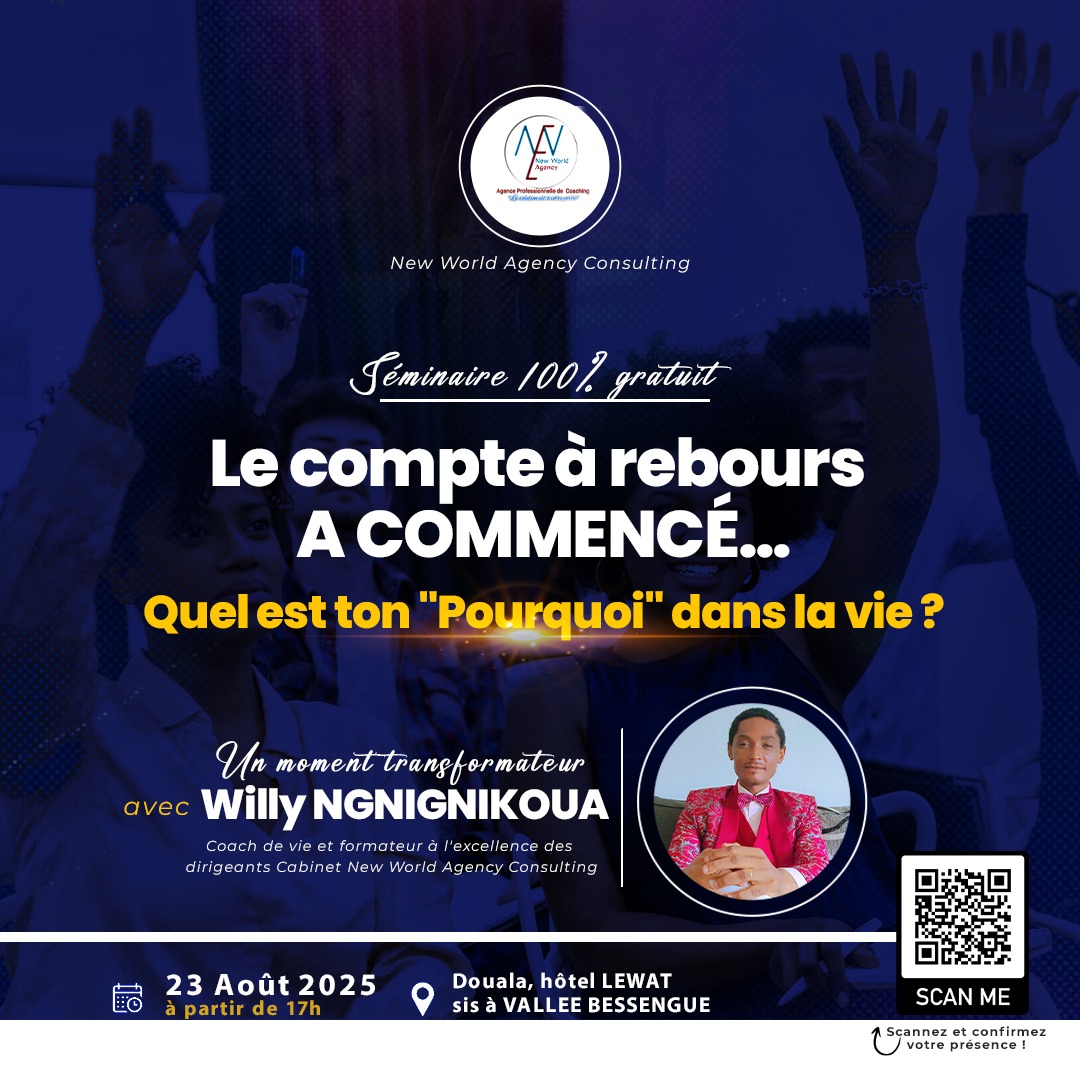 New World
Agency
Agence Professionnelle de Coaching
New World Agency Consulting
Séminaire 100% gratuit
Le compte à rebours
A COMMENCÉ...
Quel est ton "Pourquoi" dans la vie ?
Un moment transformateur
avec Willy NGNIGNIKOUA
Coach de vie et formateur à l'excellence des
dirigeants Cabinet New World Agency Consulting
23 Août 2025
à partir de 17h
Douala, hôtel LEWAT
sis à VALLEE BESSENGUE
SCAN ME
Scannez et confirmez
votre présence !